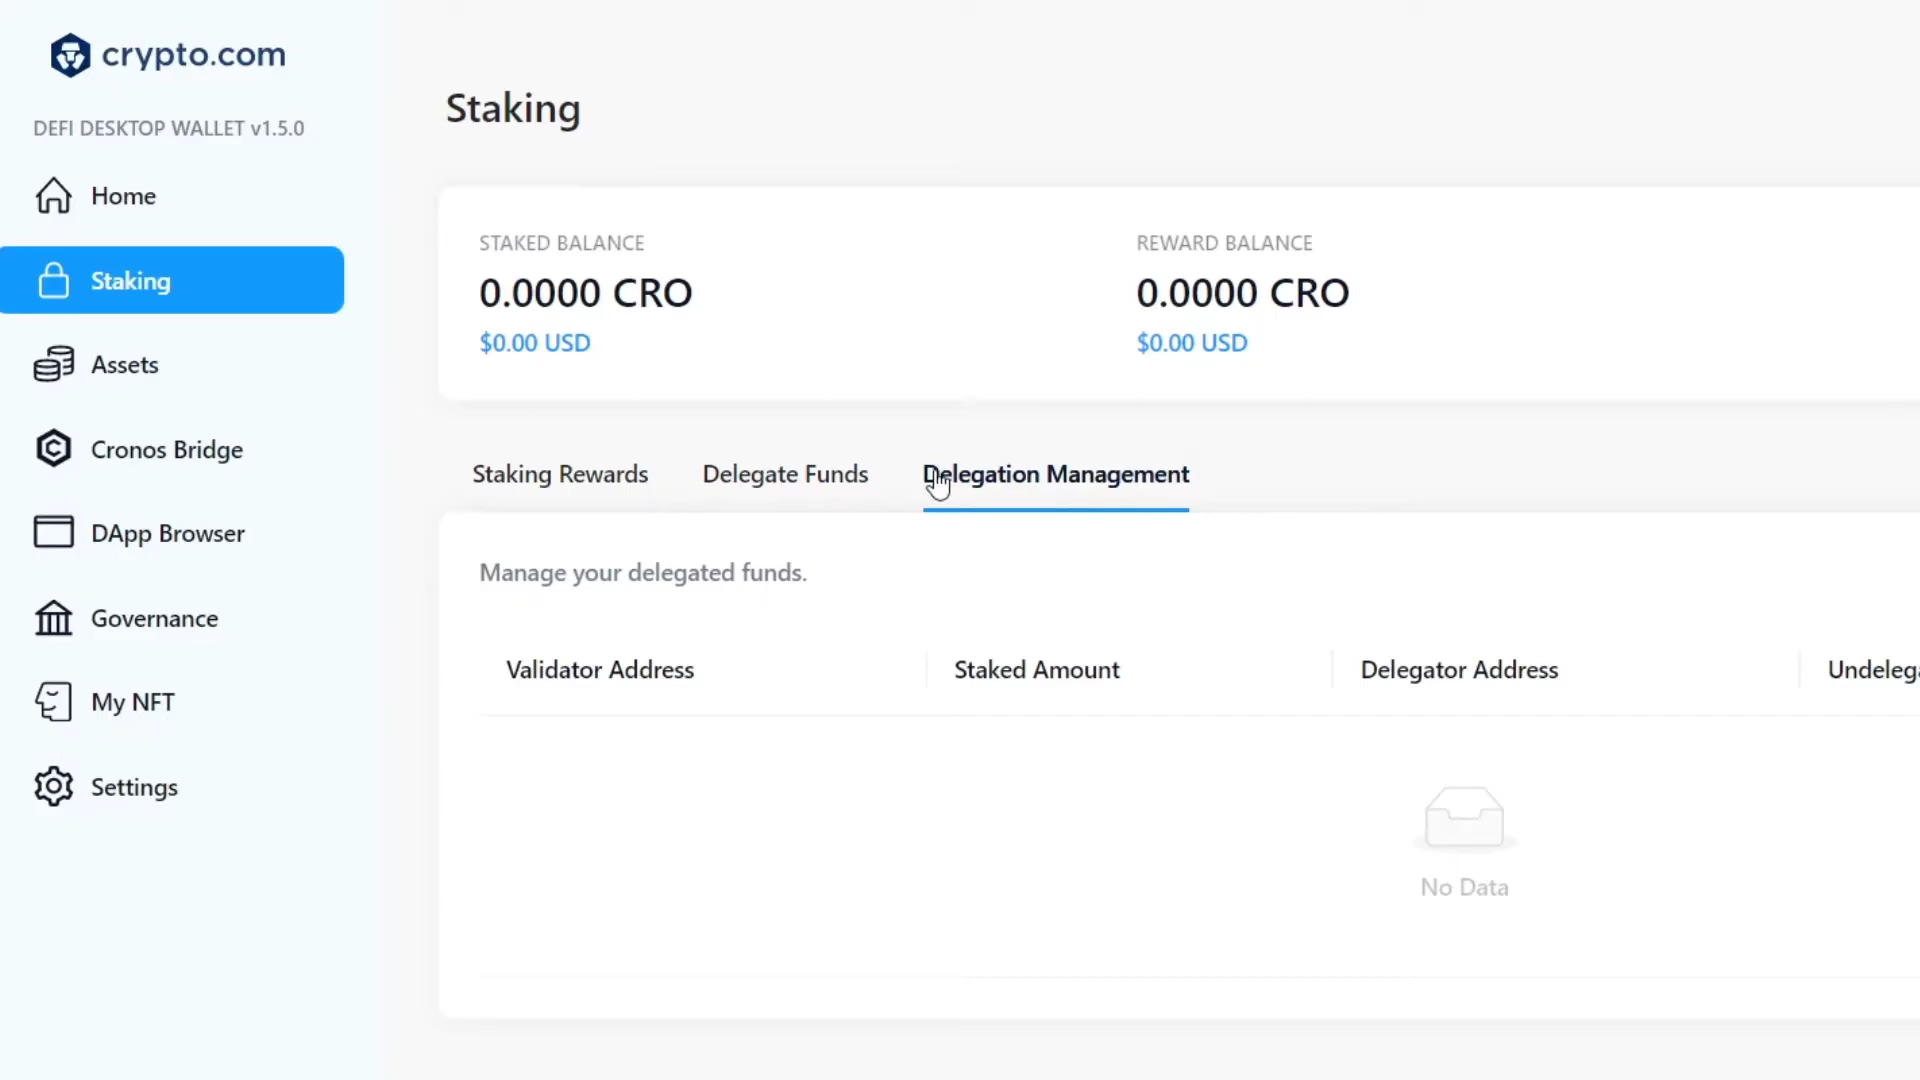 crypto.com
DEFI DESKTOP WALLET v1.5.0
Home
Staking
Assets
Cronos Bridge
DApp Browser
Governance
My NFT
Settings
Staking
STAKED BALANCE
0.0000 CRO
$0.00 USD
REWARD BALANCE
0.0000 CRO
$0.00 USD
Staking Rewards
Delegate Funds
Delegation Management
Manage your delegated funds.
Validator Address
Staked Amount
Delegator Address
No Data